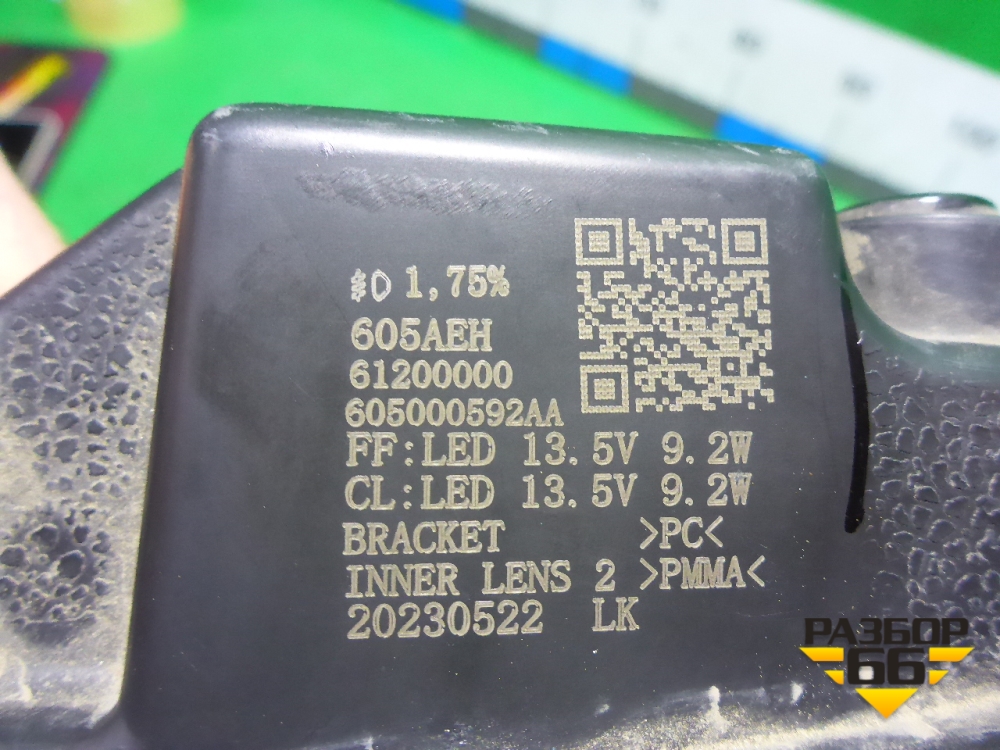 1,75%
605AEH
61200000
605000592AA
FF:LED 13.5V 9.2W
CL:LED 13.5V 9.2W
BRACKET >PC<
INNER LENS 2 >PMMA<
20230522 LK
РАЗБОР
66